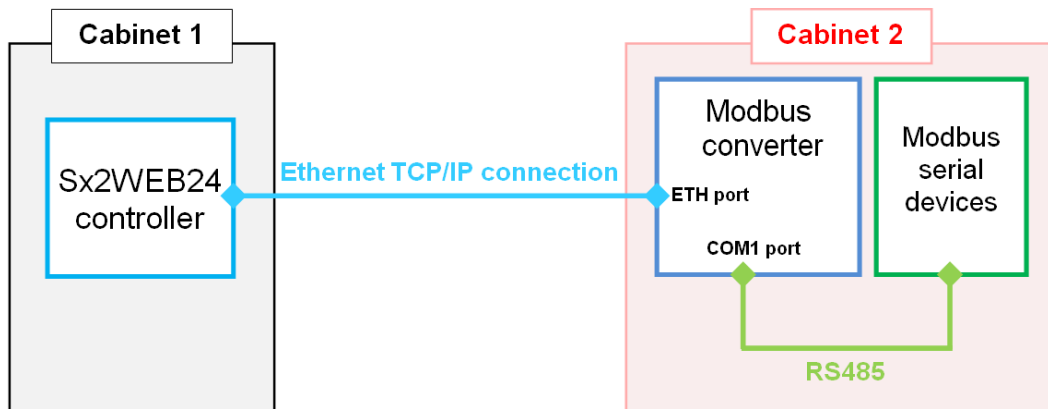 Cabinet 1
Cabinet 2
Sx2WEB24
controller
Ethernet TCP/IP connection
Modbus
converter
ETH port
COM1 port
Modbus
serial
devices
RS485